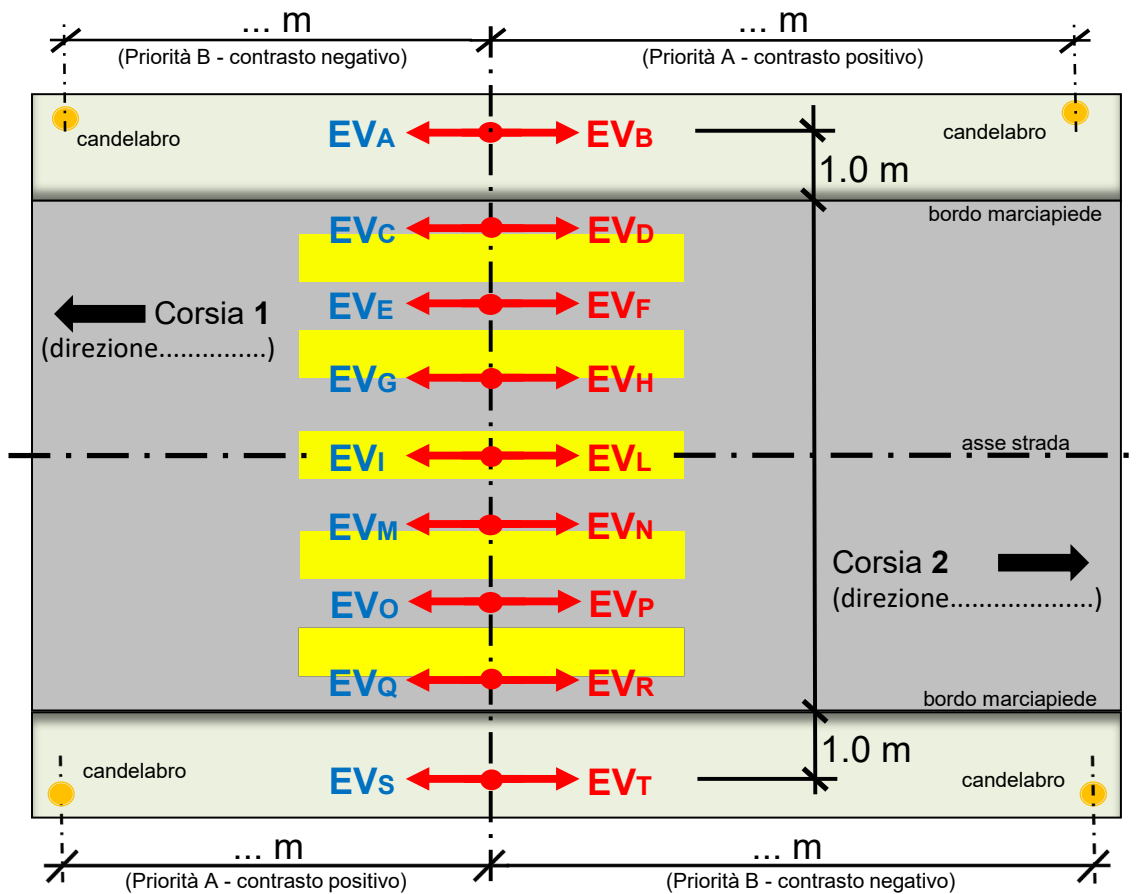 ... m ... m
(Priorità B - contrasto negativo) (Priorità A - contrasto positivo)
candelabro EVA EVB candelabro
1.0 m
bordo marciapiede
EVC EVD
Corsia 1 EVE EVF
(direzione...............)
EVG EVH
EVI EVL asse strada
EVM EVN
Corsia 2
(direzione.....................)
EVO EVP
EVQ EVR bordo marciapiede
1.0 m
candelabro EVS EVT candelabro
... m ... m
(Priorità A - contrasto positivo) (Priorità B - contrasto negativo)